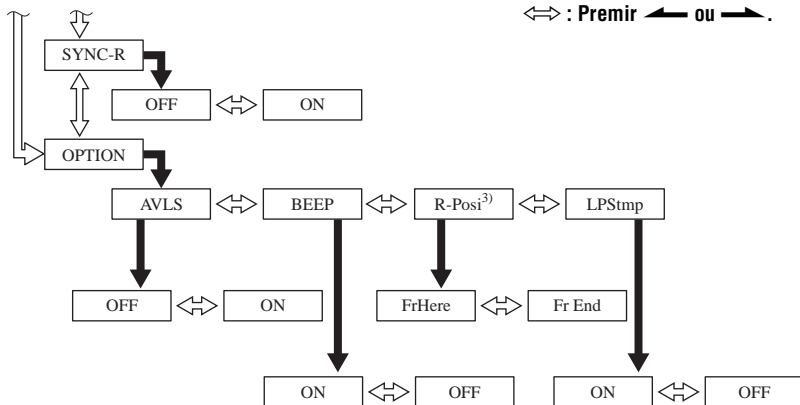 ⇔ : Premir ← ou →.
SYNC-R
OFF ON
OPTION
AVLS BEEP R-Posi3) LPStmp
OFF ON FrHere Fr End
ON OFF ON OFF